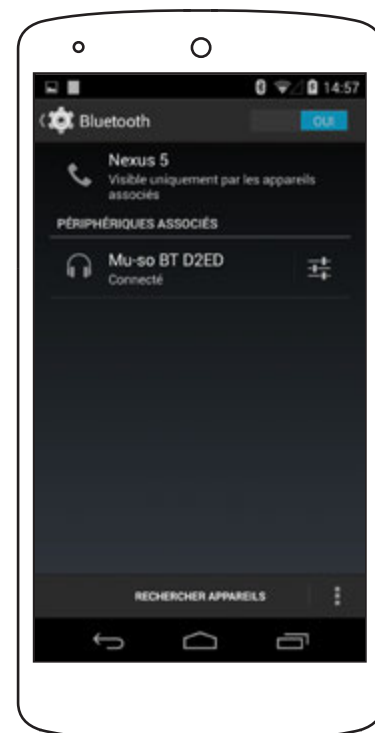 14:57
Bluetooth
OUI
Nexus 5
Visible uniquement par les appareils
associés
PÉRIPHÉRIQUES ASSOCIÉS
Mu-so BT D2ED
Connecté
RECHERCHER APPAREILS